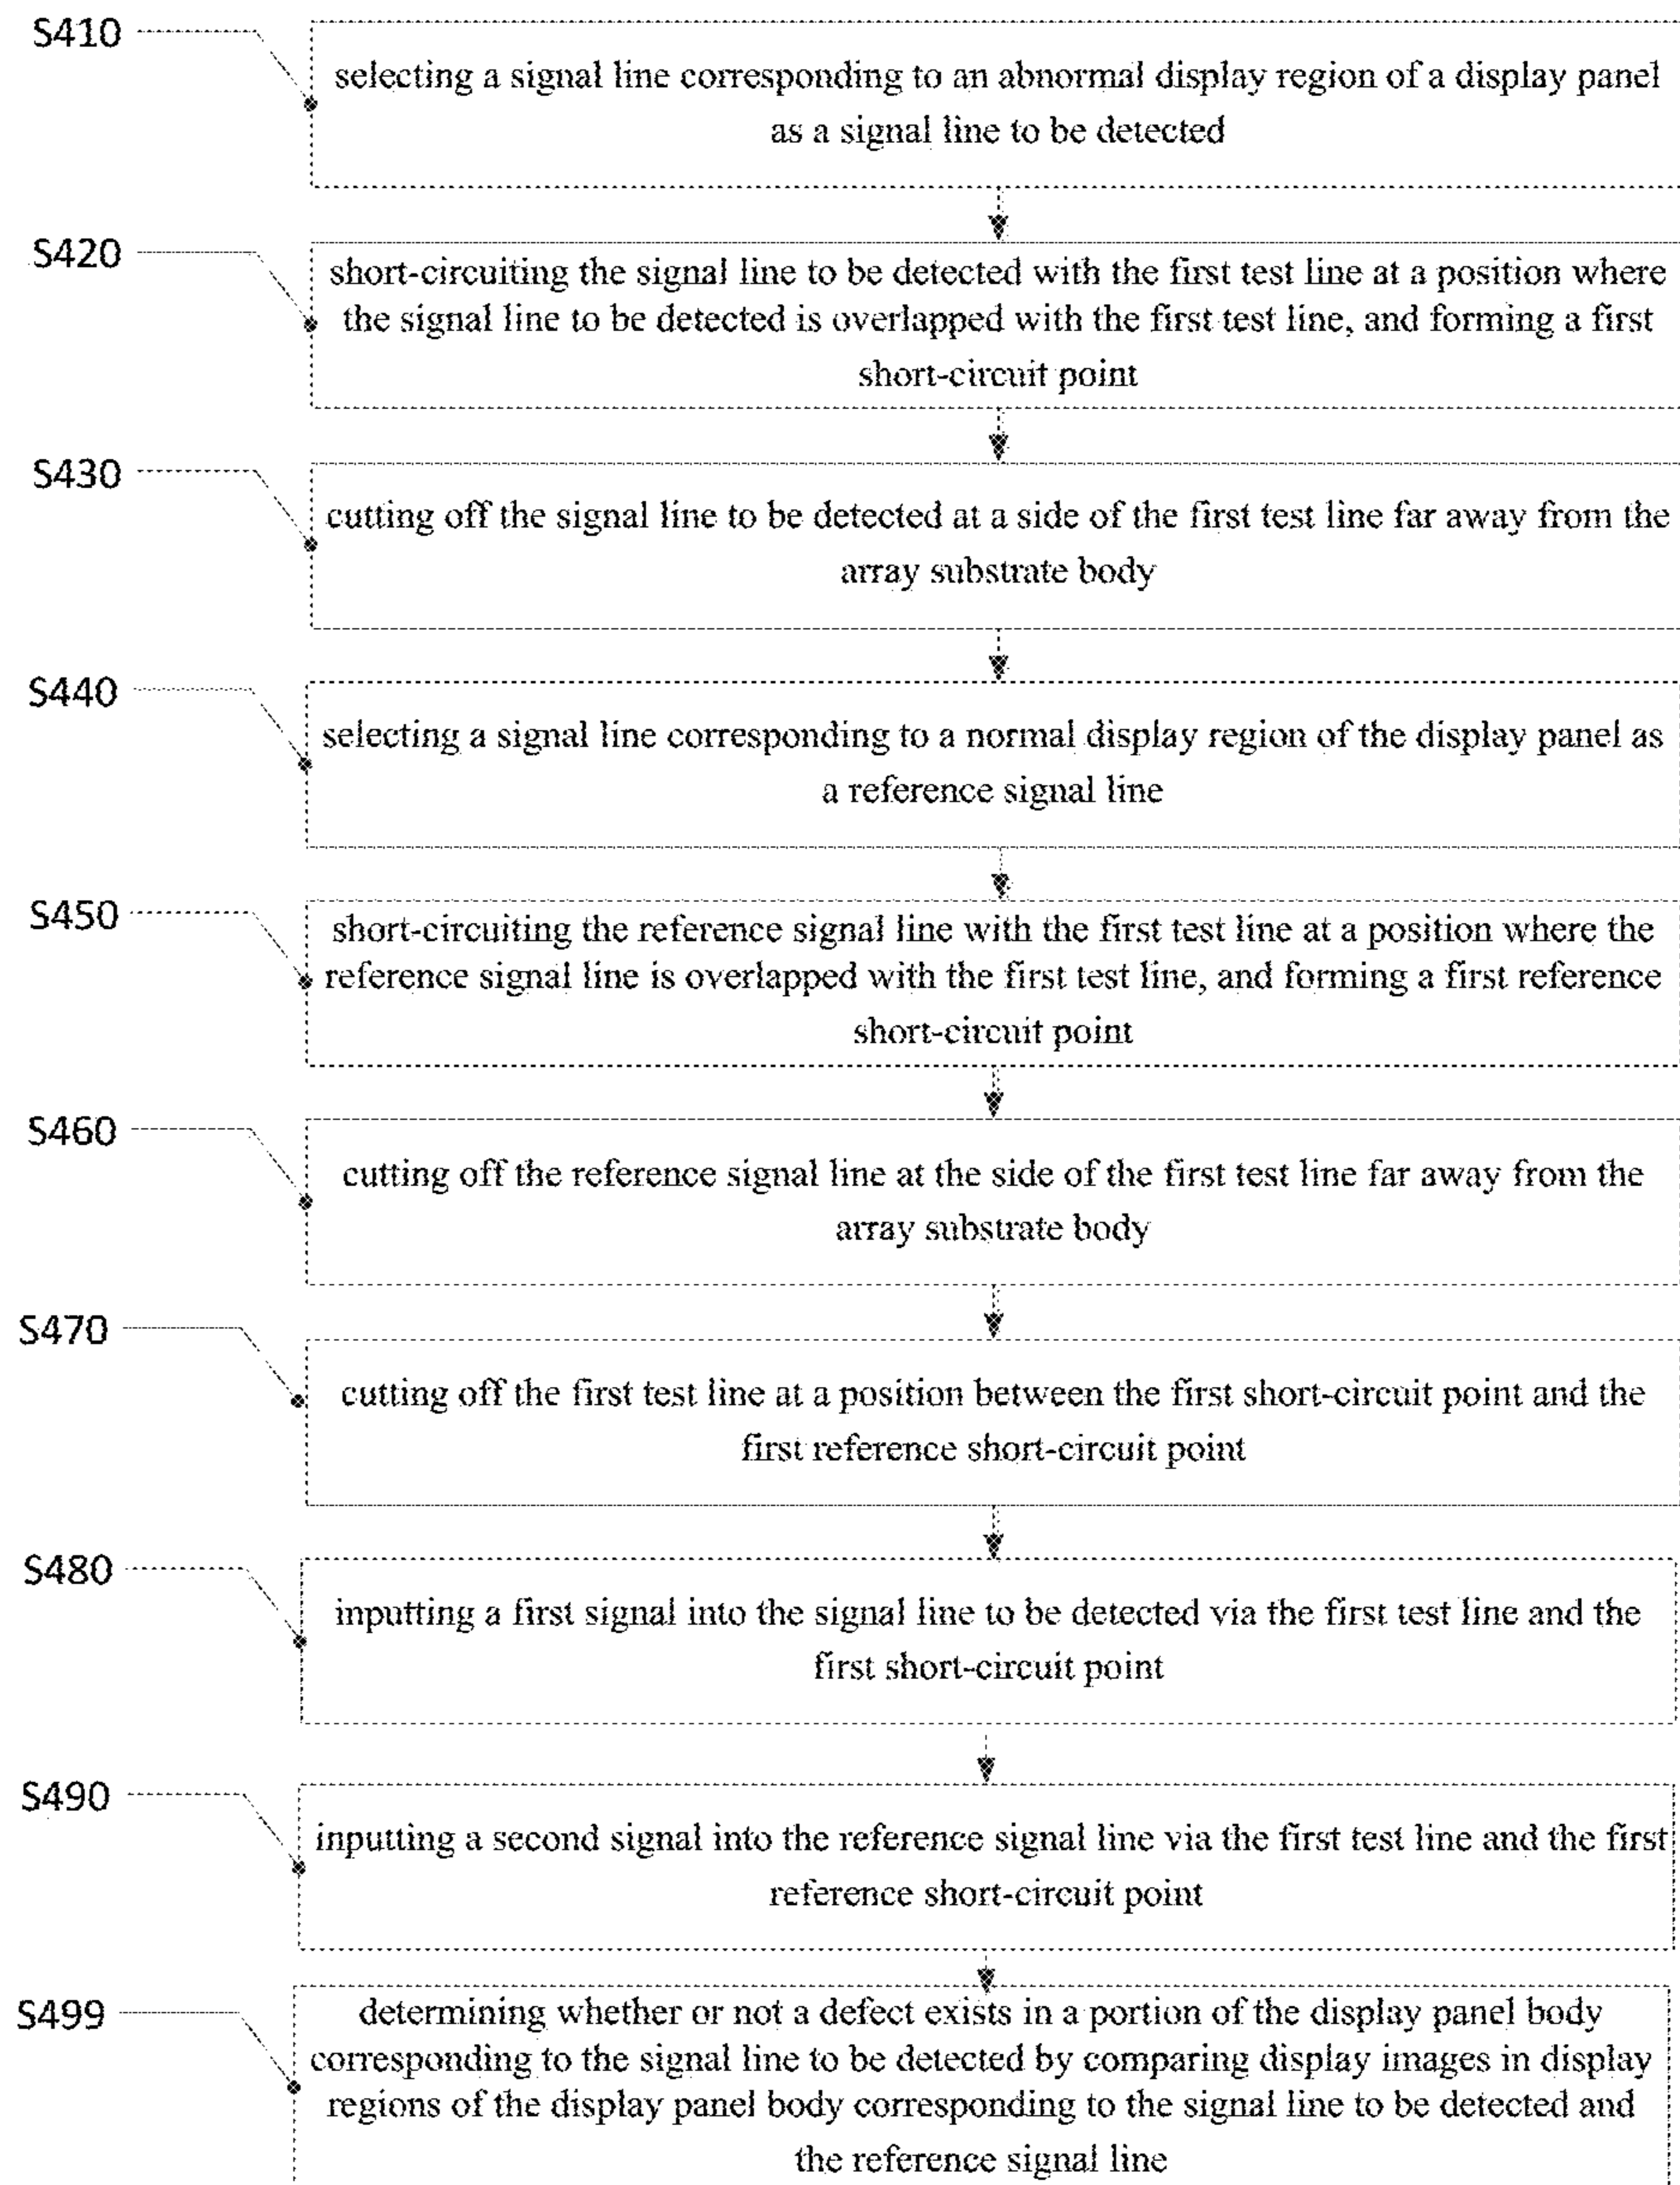 S410
selecting a signal line corresponding to an abnormal display region of a display panel
as a signal line to be detected
S420
short-circuiting the signal line to be detected with the first test line at a position where
the signal line to be detected is overlapped with the first test line, and forming a first
short-circuit point
S430
cutting off the signal line to be detected at a side of the first test line far away from the
array substrate body
S440
selecting a signal line corresponding to a normal display region of the display panel as
a reference signal line
S450
short-circuiting the reference signal line with the first test line at a position where the
reference signal line is overlapped with the first test line, and forming a first reference
short-circuit point
S460
cutting off the reference signal line at the side of the first test line far away from the
array substrate body
S470
cutting off the first test line at a position between the first short-circuit point and the
first reference short-circuit point
S480
inputting a first signal into the signal line to be detected via the first test line and the
first short-circuit point
S490
inputting a second signal into the reference signal line via the first test line and the first
reference short-circuit point
S499
determining whether or not a defect exists in a portion of the display panel body
corresponding to the signal line to be detected by comparing display images in display
regions of the display panel body corresponding to the signal line to be detected and
the reference signal line